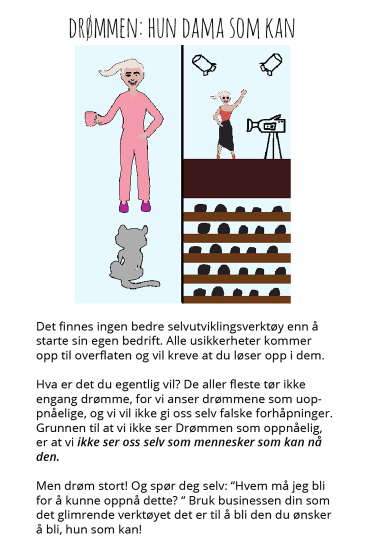 DRØMMEN: HUN DAMA SOM KAN
Det finnes ingen bedre selvutviklingsverktøy enn å
starte sin egen bedrift. Alle usikkerheter kommer
opp til overflaten og vil kreve at du løser opp i dem.
Hva er det du egentlig vil? De aller fleste tør ikke
engang drømme, for vi anser drømmene som uop-
pnåelige, og vi vil ikke gi oss selv falske forhåpninger.
Grunnen til at vi ikke ser Drømmen som oppnåelig,
er at vi ikke ser oss selv som mennesker som kan nå
den.
Men drøm stort! Og spør deg selv: “Hvem må jeg bli
for å kunne oppnå dette? “ Bruk businessen din som
det glimrende verktøyet det er til å bli den du ønsker
å bli, hun som kan!